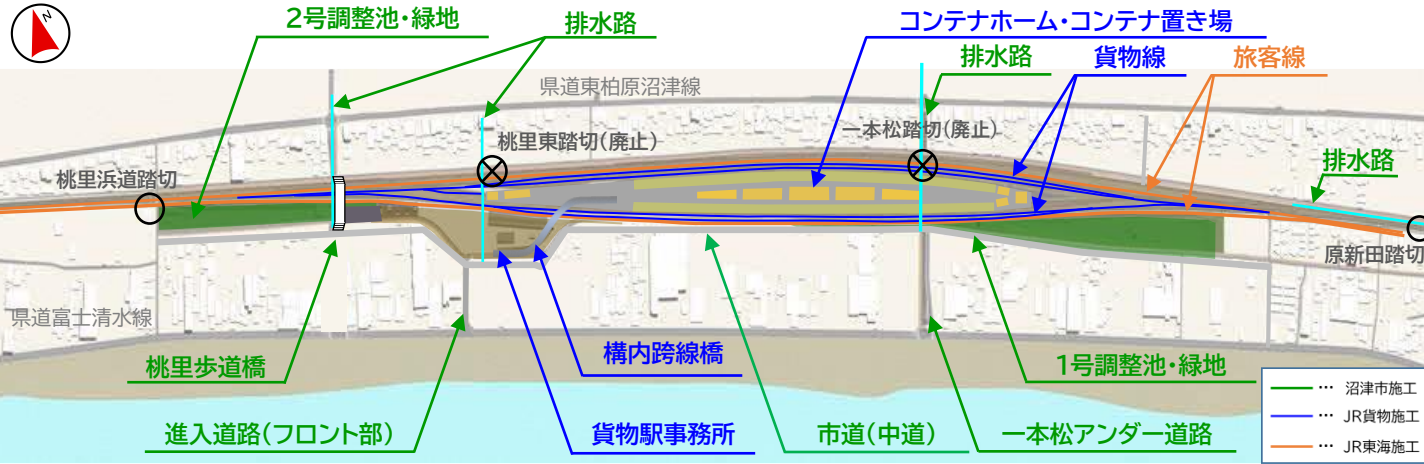 N
2号調整池・緑地
排水路
コンテナホーム・コンテナ置き場
排水路
貨物線
旅客線
県道東柏原沼津線
桃里東踏切(廃止)
一本松踏切(廃止)
排水路
桃里浜道踏切
原新田踏切
県道富士清水線
桃里歩道橋
構内跨線橋
1号調整池・緑地
進入道路(フロント部)
貨物駅事務所
市道(中道)
一本松アンダー道路
… 沼津市施工
… JR貨物施工
… JR東海施工